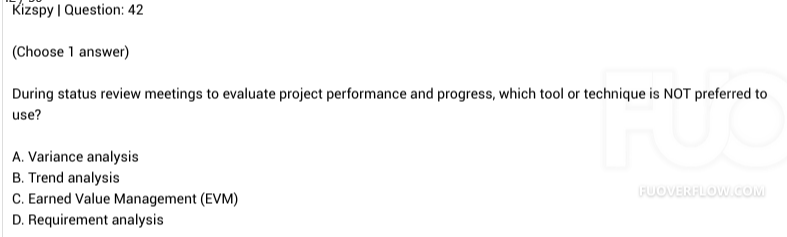 Kizspy | Question: 42
(Choose 1 answer)
During status review meetings to evaluate project performance and progress, which tool or technique is NOT preferred to
use?
A. Variance analysis
B. Trend analysis
C. Earned Value Management (EVM)
D. Requirement analysis
FUO
FUOVERFLOW.COM